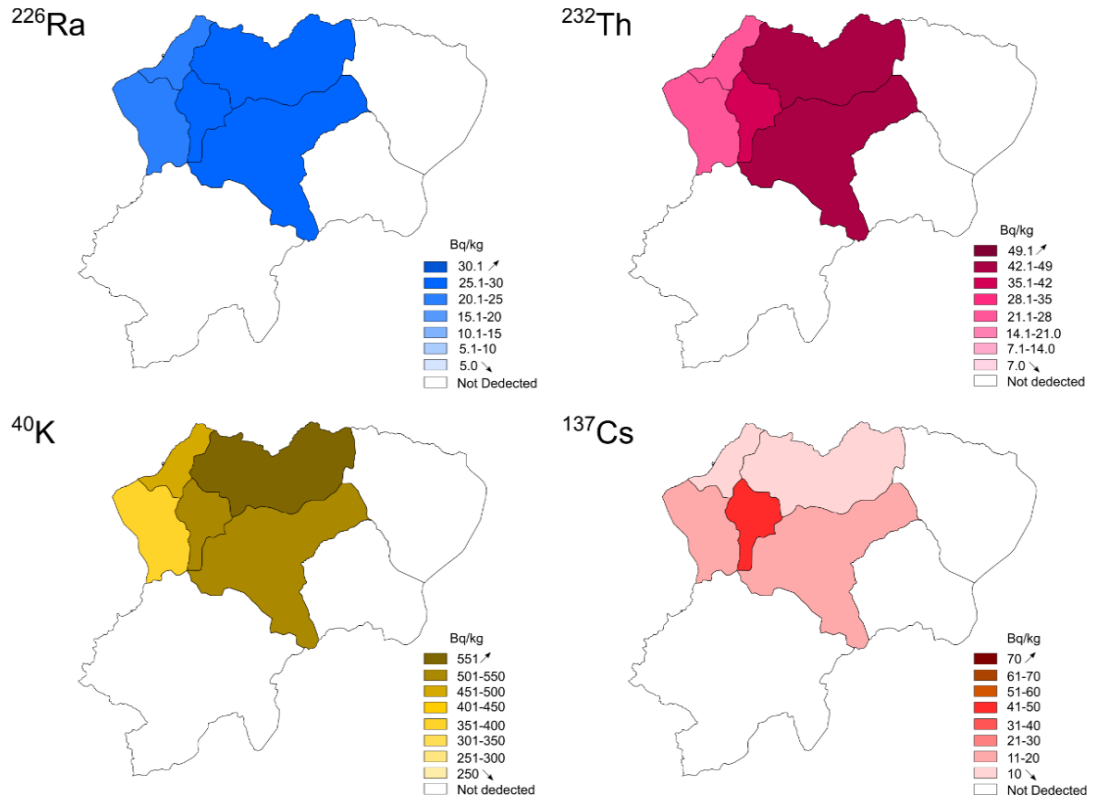 226Ra
Bq/kg
30.1 ↗
25.1-30
20.1-25
15.1-20
10.1-15
5.1-10
5.0 ↘
Not Dedected
232Th
Bq/kg
49.1 ↗
42.1-49
35.1-42
28.1-35
21.1-28
14.1-21.0
7.1-14.0
7.0 ↘
Not dedected
40K
Bq/kg
551 ↗
501-550
451-500
401-450
351-400
301-350
251-300
250 ↘
Not dedected
137Cs
Bq/kg
70 ↗
61-70
51-60
41-50
31-40
21-30
11-20
10 ↘
Not Dedected